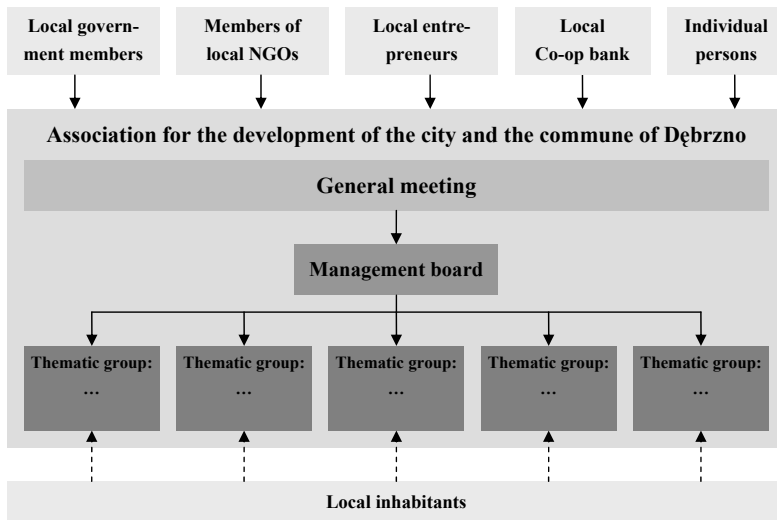 Local govern-
ment members
Members of
local NGOs
Local entre-
preneurs
Local
Co-op bank
Individual
persons
Association for the development of the city and the commune of Dębrzno
General meeting
Management board
Thematic group:
...
Thematic group:
...
Thematic group:
...
Thematic group:
...
Thematic group:
...
Local inhabitants